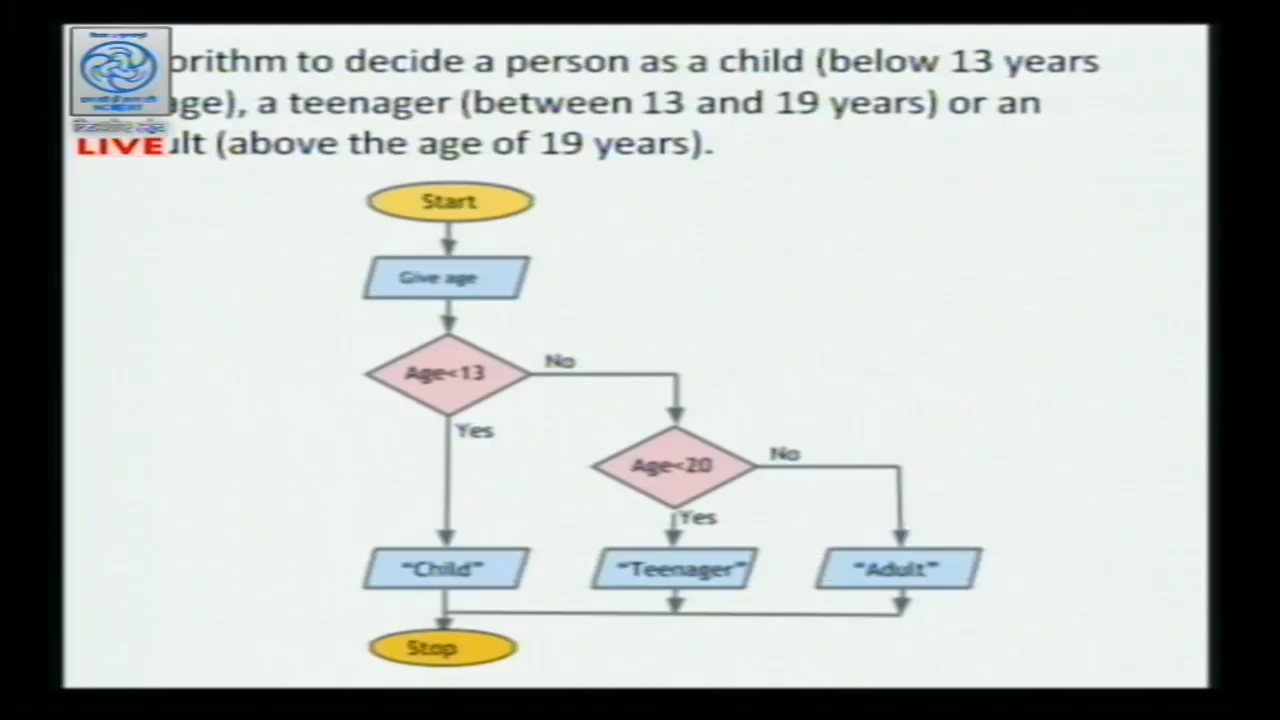 orithm to decide a person as a child (below 13 years
age), a teenager (between 13 and 19 years) or an
LIVE
ult (above the age of 19 years).
Start
Give age
Age<13
No
Yes
Age<20
No
Yes
"Child"
"Teenager"
"Adult"
Stop